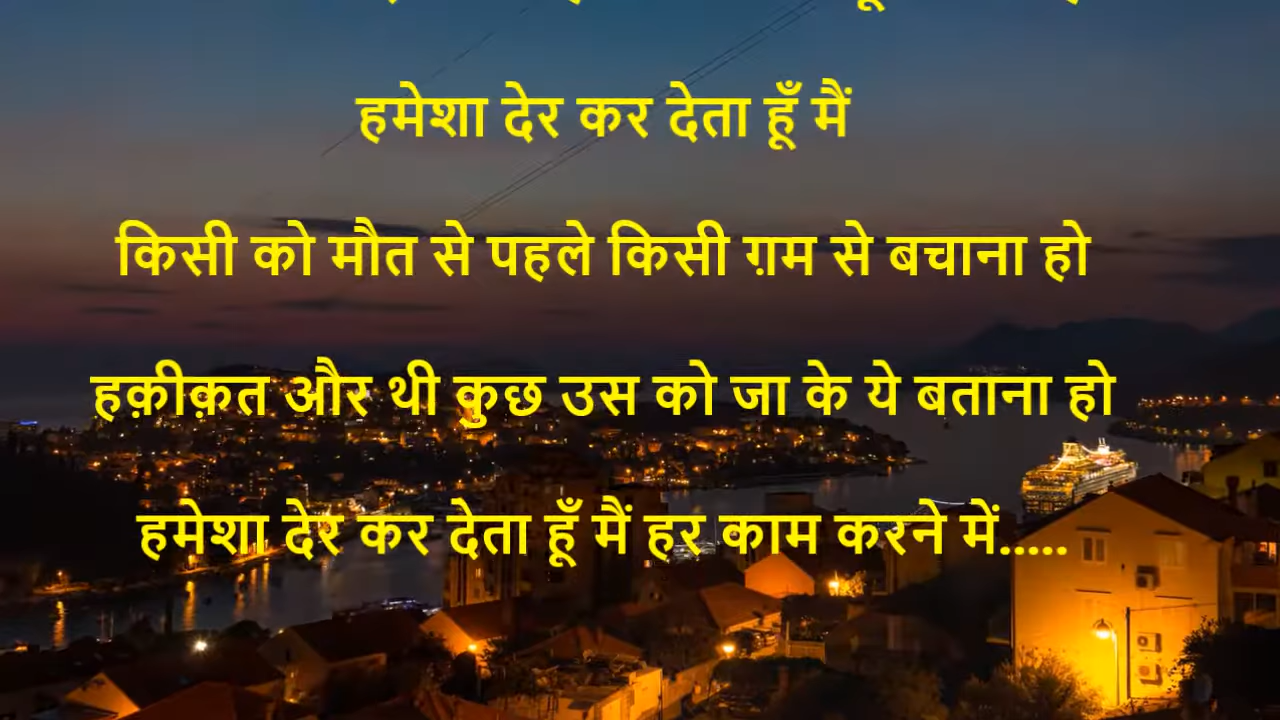 हमेशा देर कर देता हूँ मैं
किसी को मौत से पहले किसी ग़म से बचाना हो
हक़ीक़त और थी कुछ उस को जा के ये बताना हो
हमेशा देर कर देता हूँ मैं हर काम करने में.....